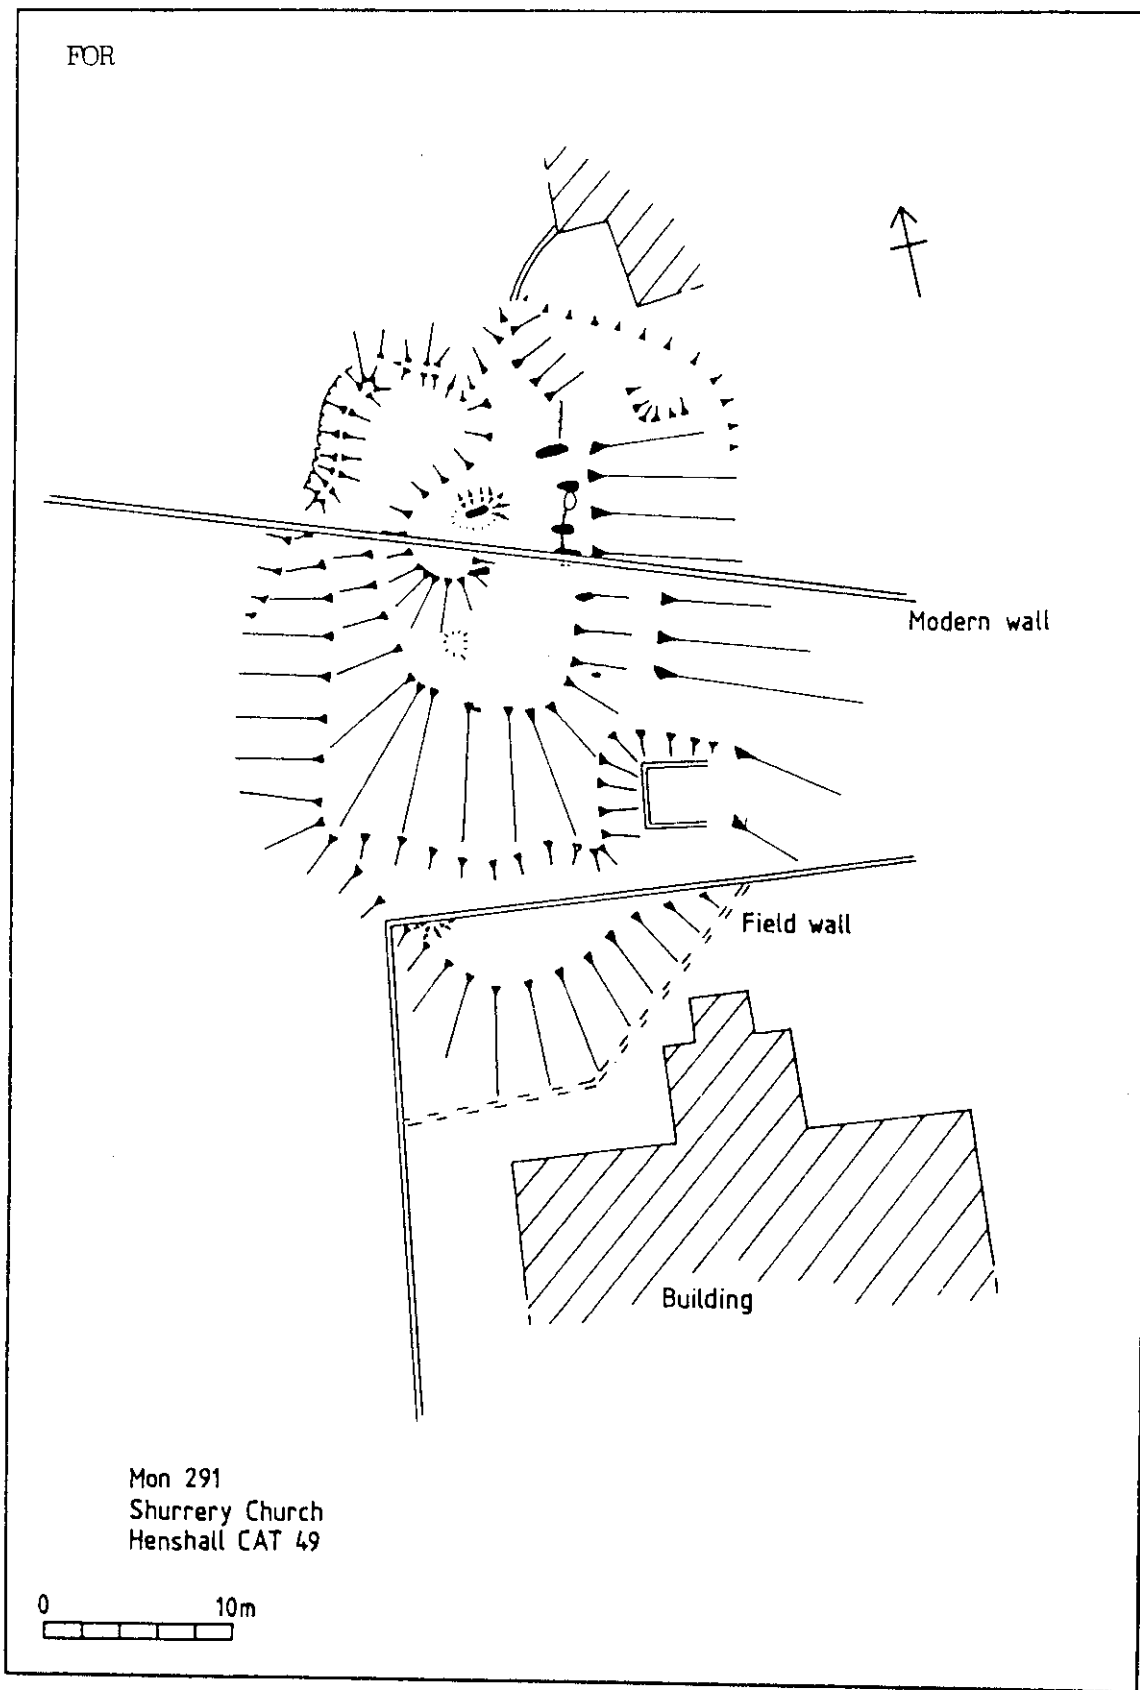 FOR
Modern wall
Field wall
Building
Mon 291
Shurrery Church
Henshall CAT 49
0 10m